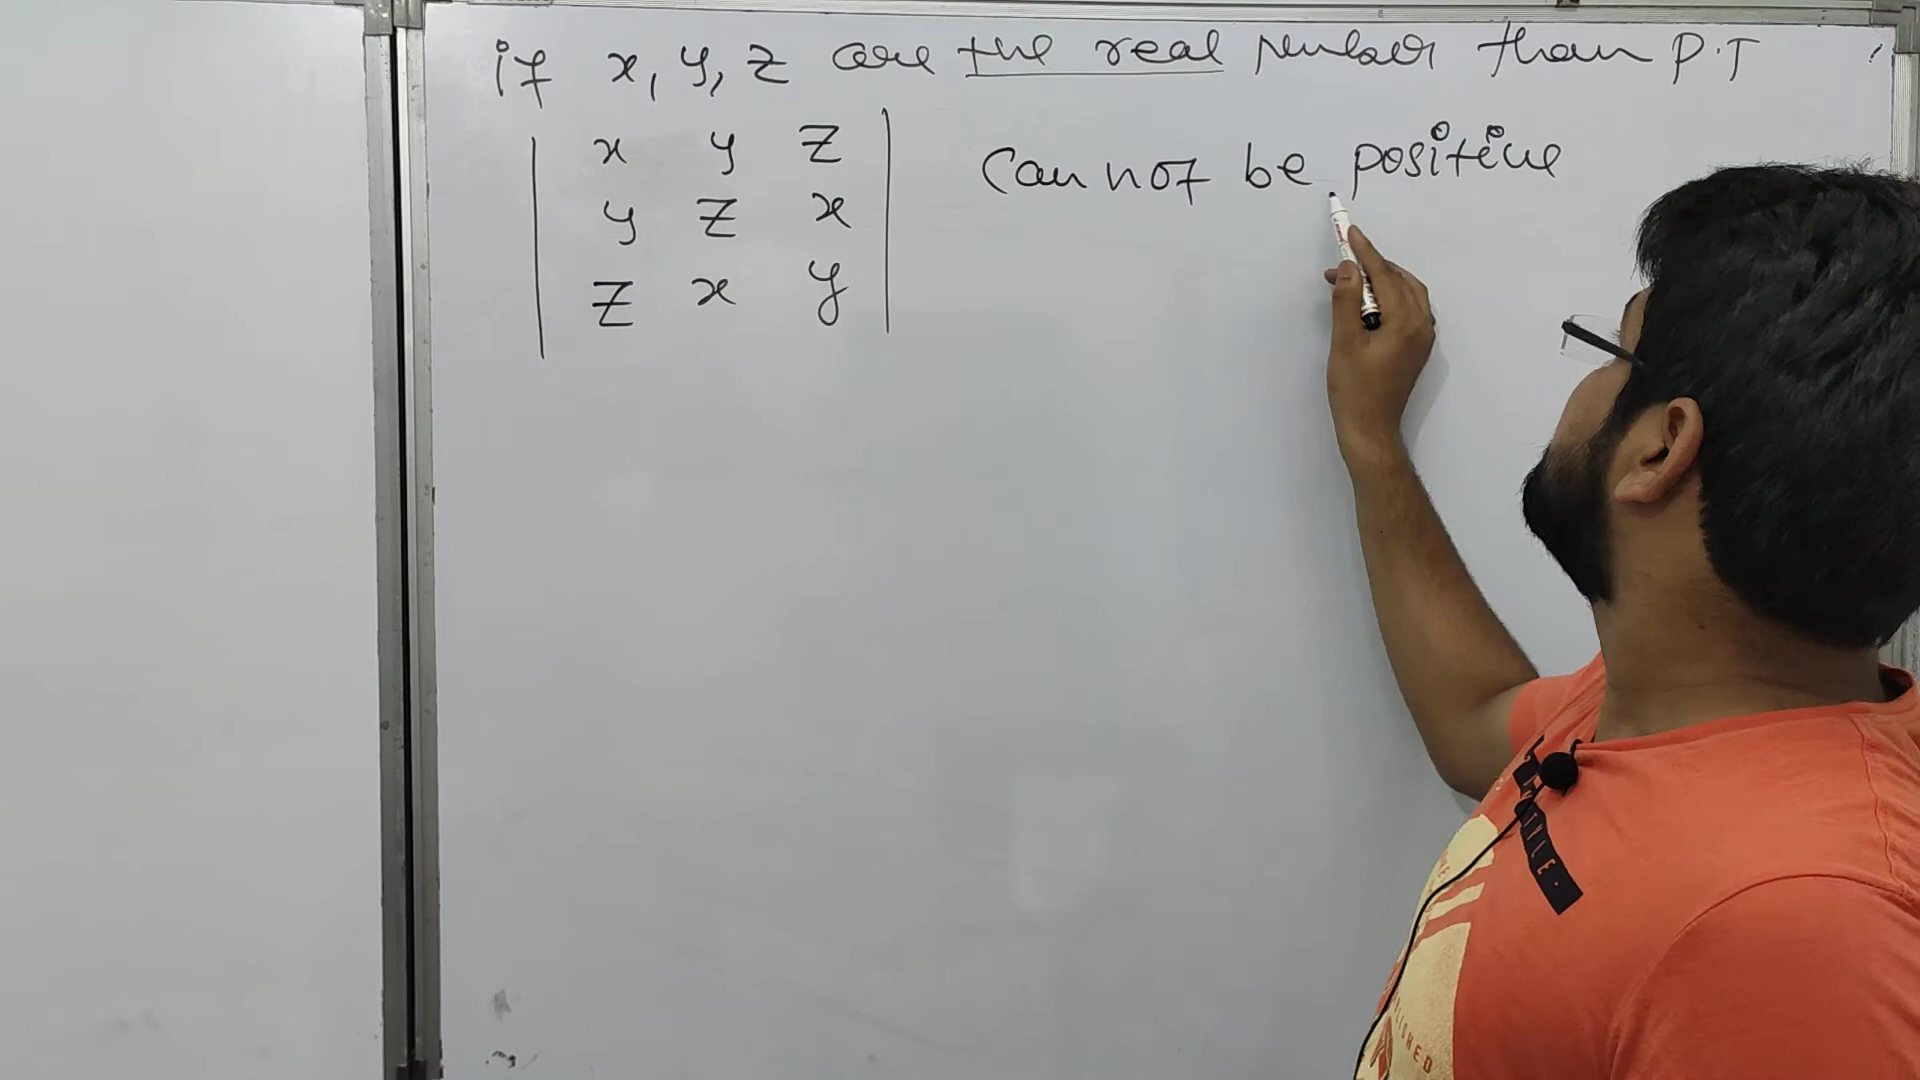 if x, y, z are the real number than P.T
| x y z | Can not be positive
| y z x |
| z x y |